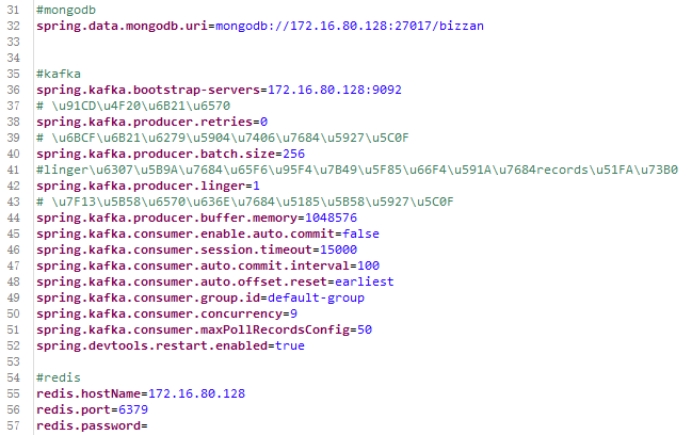 31 #mongodb
32 spring.data.mongodb.uri=mongodb://172.16.80.128:27017/bizzan
33
34
35 #kafka
36 spring.kafka.bootstrap-servers=172.16.80.128:9092
37 # \u91CD\u4F20\u6B21\u6570
38 spring.kafka.producer.retries=0
39 # \u6BCF\u6B21\u6279\u5904\u7406\u7684\u5927\u5C0F
40 spring.kafka.producer.batch.size=256
41 #linger\u6307\u5B9A\u7684\u65F6\u95F4\u7B49\u5F85\u66F4\u591A\u7684records\u51FA\u73B0
42 spring.kafka.producer.linger=1
43 # \u7F13\u5B58\u6570\u636E\u7684\u5185\u5B58\u5927\u5C0F
44 spring.kafka.producer.buffer.memory=1048576
45 spring.kafka.consumer.enable.auto.commit=false
46 spring.kafka.consumer.session.timeout=15000
47 spring.kafka.consumer.auto.commit.interval=100
48 spring.kafka.consumer.auto.offset.reset=earliest
49 spring.kafka.consumer.group.id=default-group
50 spring.kafka.consumer.concurrency=9
51 spring.kafka.consumer.maxPollRecordsConfig=50
52 spring.devtools.restart.enabled=true
53
54 #redis
55 redis.hostName=172.16.80.128
56 redis.port=6379
57 redis.password=